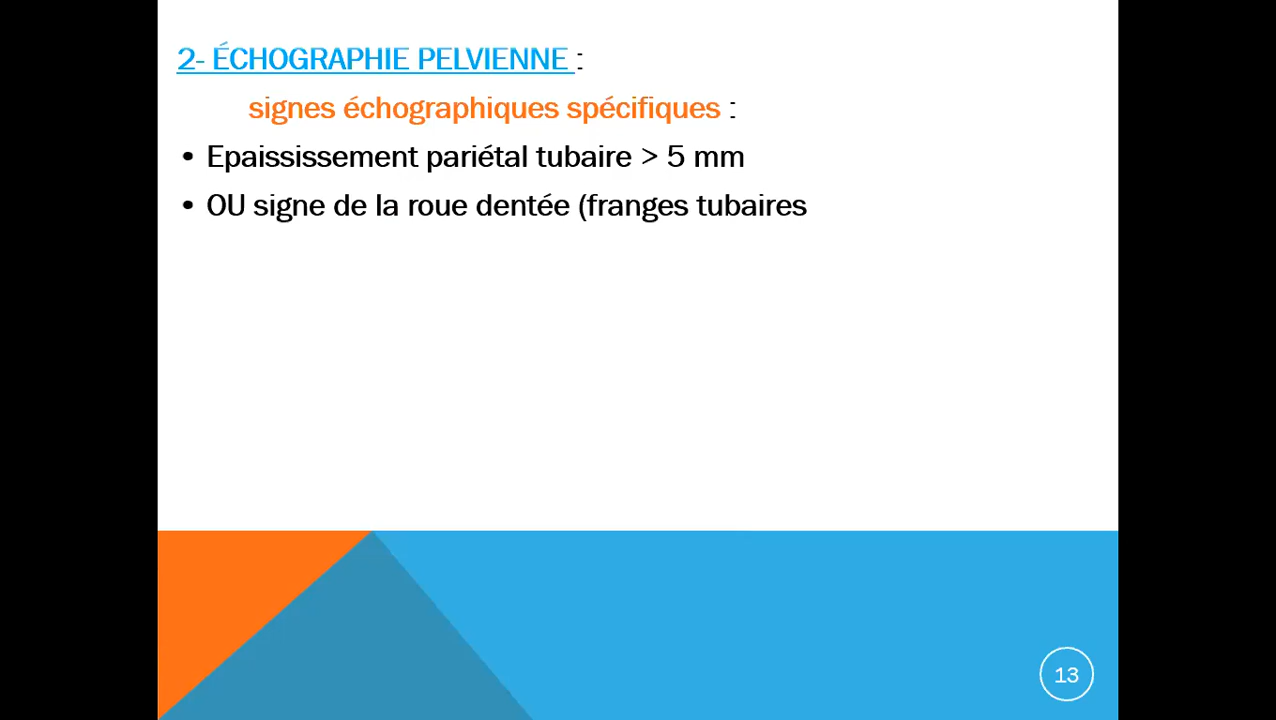 2- ÉCHOGRAPHIE PELVIENNE :
signes échographiques spécifiques :
• Epaississement pariétal tubaire > 5 mm
• OU signe de la roue dentée (franges tubaires
13